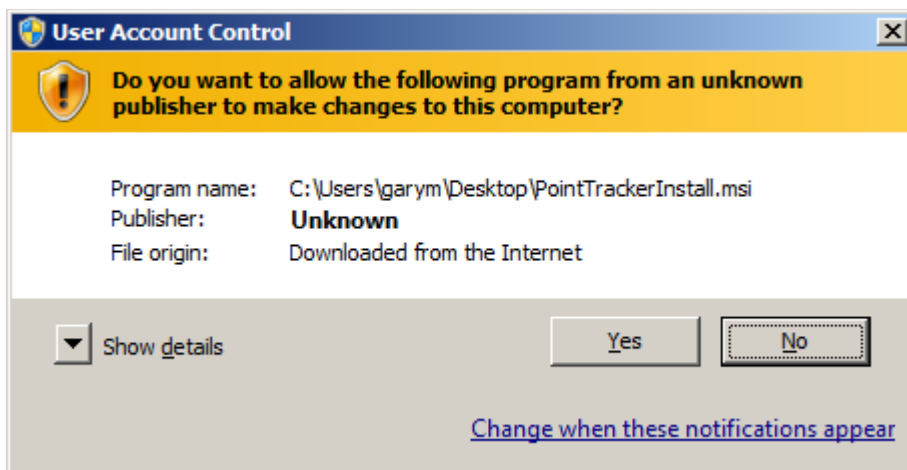 User Account Control
Do you want to allow the following program from an unknown
publisher to make changes to this computer?
Program name: C:\Users\garym\Desktop\PointTrackerInstall.msi
Publisher: Unknown
File origin: Downloaded from the Internet
Show details Yes No
Change when these notifications appear